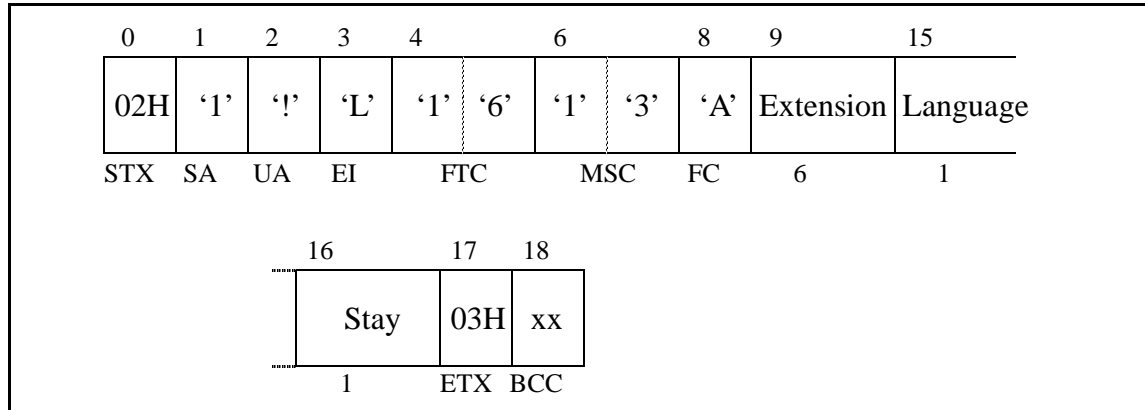 0 1 2 3 4 6 8 9 15
02H ‘1’ ‘!’ ‘L’ ‘1’ ‘6’ ‘1’ ‘3’ ‘A’ Extension Language
STX SA UA EI FTC MSC FC 6 1
16 17 18
Stay 03H xx
1 ETX BCC